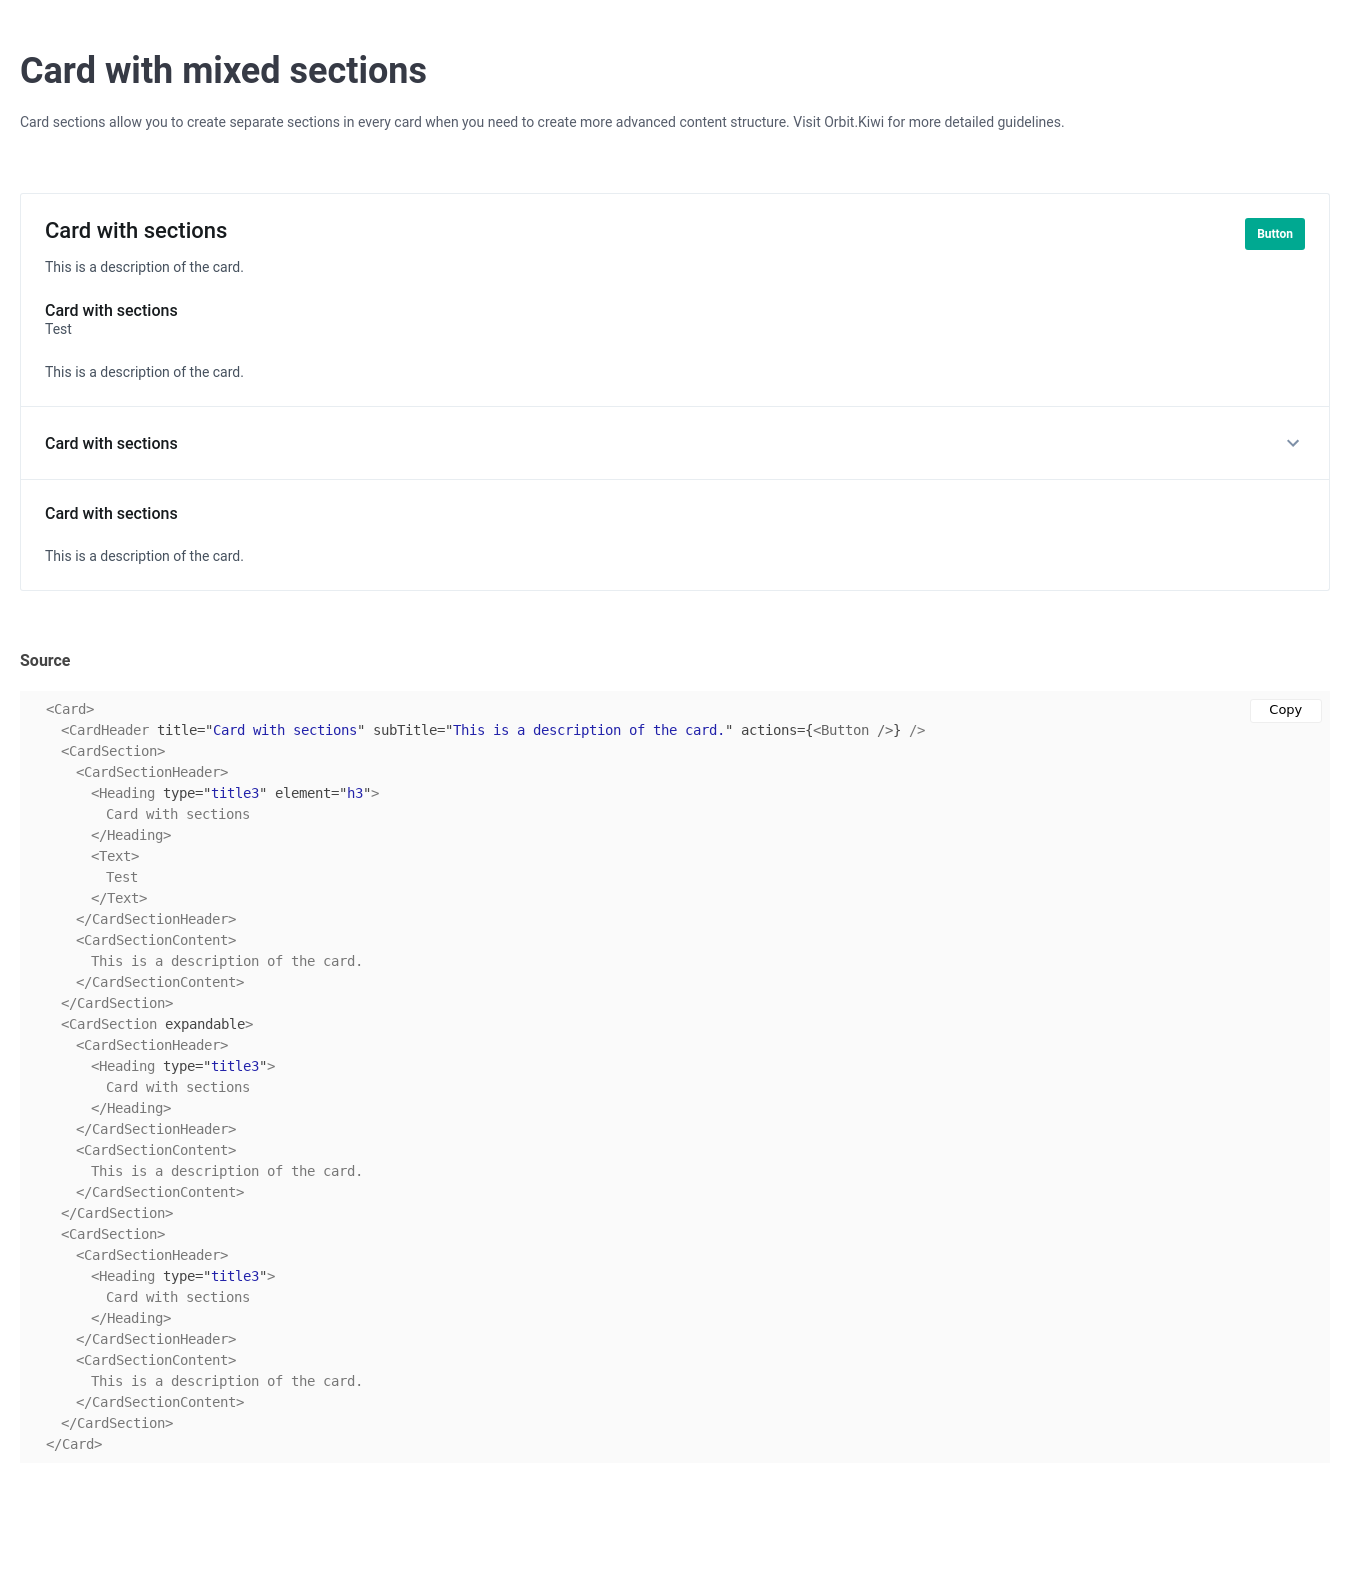 Card with mixed sections
Card sections allow you to create separate sections in every card when you need to create more advanced content structure. Visit Orbit.Kiwi for more detailed guidelines.
Card with sections
Button
This is a description of the card.
Card with sections
Test
This is a description of the card.
Card with sections
Card with sections
This is a description of the card.
Source
Copy
<Card>
<CardHeader title="Card with sections" subTitle="This is a description of the card." actions={<Button />} />
<CardSection>
<CardSectionHeader>
<Heading type="title3" element="h3">
Card with sections
</Heading>
<Text>
Test
</Text>
</CardSectionHeader>
<CardSectionContent>
This is a description of the card.
</CardSectionContent>
</CardSection>
<CardSection expandable>
<CardSectionHeader>
<Heading type="title3">
Card with sections
</Heading>
</CardSectionHeader>
<CardSectionContent>
This is a description of the card.
</CardSectionContent>
</CardSection>
<CardSection>
<CardSectionHeader>
<Heading type="title3">
Card with sections
</Heading>
</CardSectionHeader>
<CardSectionContent>
This is a description of the card.
</CardSectionContent>
</CardSection>
</Card>